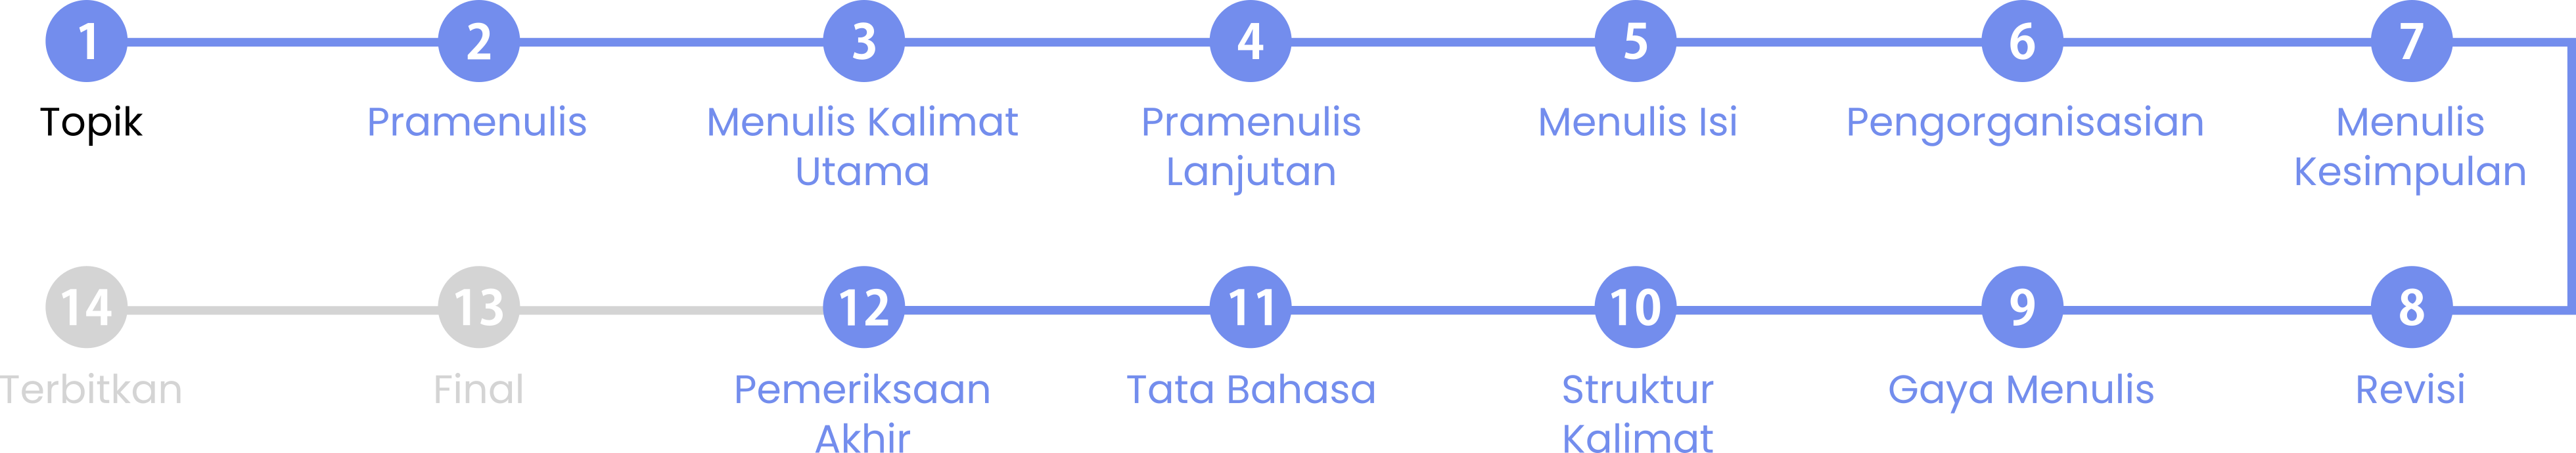 1 2 3 4 5 6 7
Topik Pramenulis Menulis Kalimat Pramenulis Menulis Isi Pengorganisasian Menulis
Utama Lanjutan Kesimpulan
14 13 12 11 10 9 8
Terbitkan Final Pemeriksaan Tata Bahasa Struktur Gaya Menulis Revisi
Akhir Kalimat